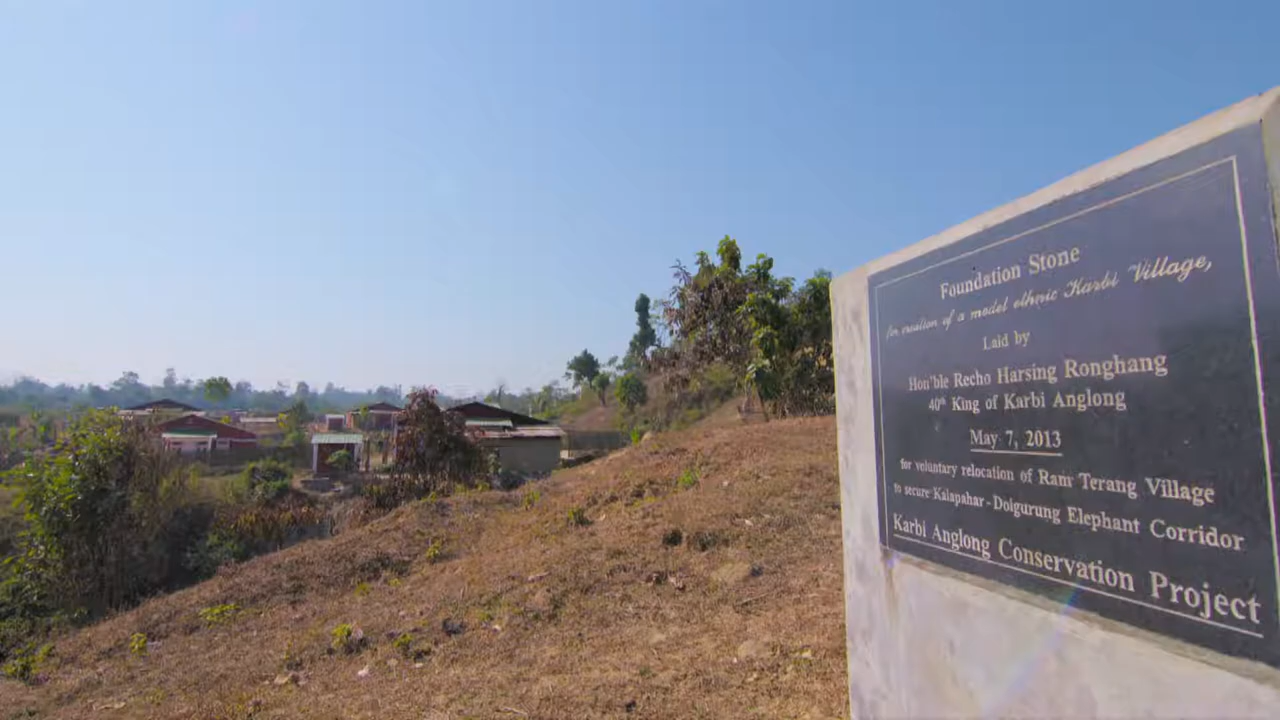 Foundation Stone
for creation of a model ethnic Karbi Village,
Laid by
Hon'ble Recho Harsing Ronghang
40th King of Karbi Anglong
May 7, 2013
for voluntary relocation of Ram Terang Village
to secure Kalapahar-Doigurung Elephant Corridor
Karbi Anglong Conservation Project